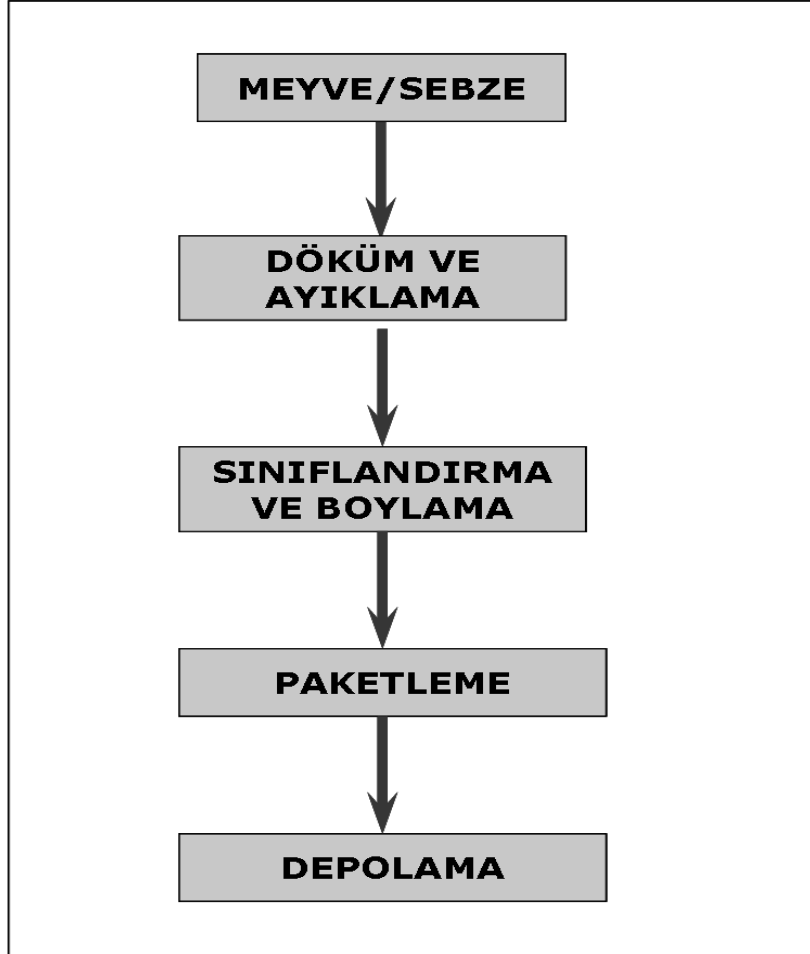 MEYVE/SEBZE
DÖKÜM VE
AYIKLAMA
SINIFLANDIRMA
VE BOYLAMA
PAKETLEME
DEPOLAMA